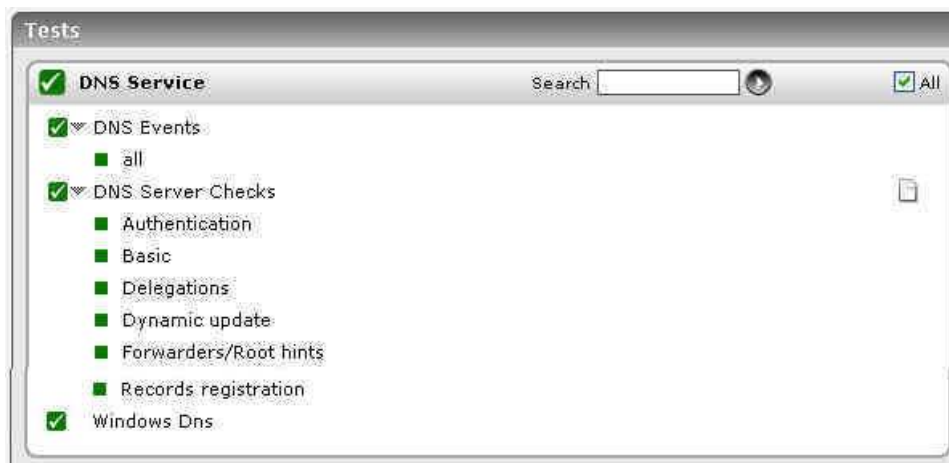 Tests
DNS Service Search All
DNS Events
all
DNS Server Checks
Authentication
Basic
Delegations
Dynamic update
Forwarders/Root hints
Records registration
Windows Dns